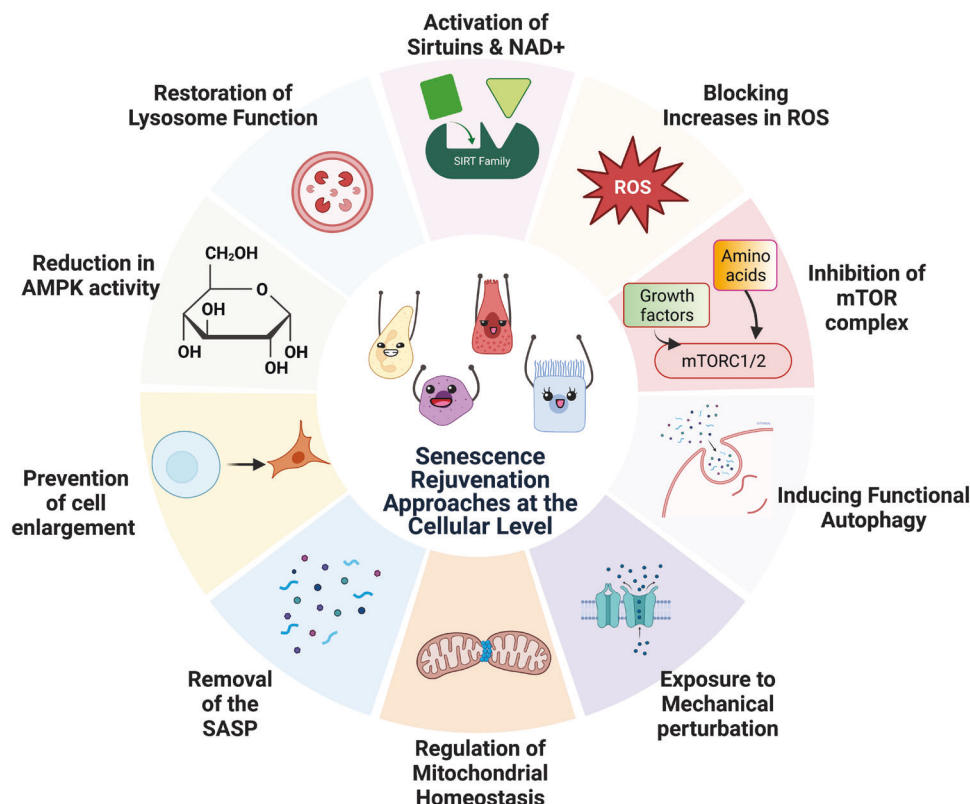 Activation of
Sirtuins & NAD+
SIRT Family
Blocking
Increases in ROS
ROS
Inhibition of
mTOR
complex
Amino
acids
Growth
factors
mTORC1/2
Inducing Functional
Autophagy
Exposure to
Mechanical
perturbation
Regulation of
Mitochondrial
Homeostasis
Removal
of the
SASP
Prevention
of cell
enlargement
Reduction in
AMPK activity
CH₂OH
O
OH
OH
OH
OH
Restoration of
Lysosome Function
Senescence
Rejuvenation
Approaches at the
Cellular Level